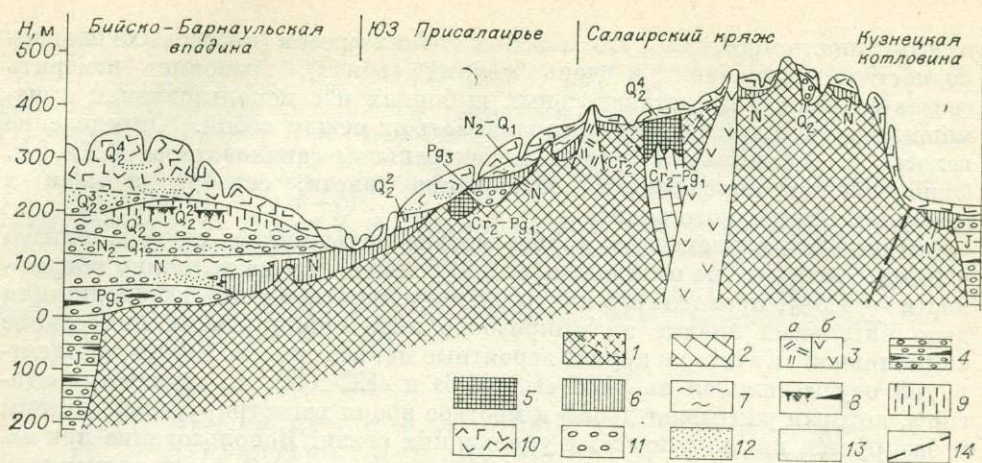 H, м
Бийско-Барнаульская впадина
ЮЗ Присалаирье
Салаирский кряж
Кузнецкая котловина
500
400
300
200
100
0
100
200
Q₂⁴
Q₂³
Q₂²
Q₂
N₂-Q₁
N
Pg₃
J
N
Q₂²
Pg₃
N₂-Q₁
N
Cr₂-Pg₁
Cr₂
Q₂⁴
Cr₂-Pg₁
N
Q₂
N
J
1
2
а б
3
4
5
6
7
8
9
10
11
12
13
14